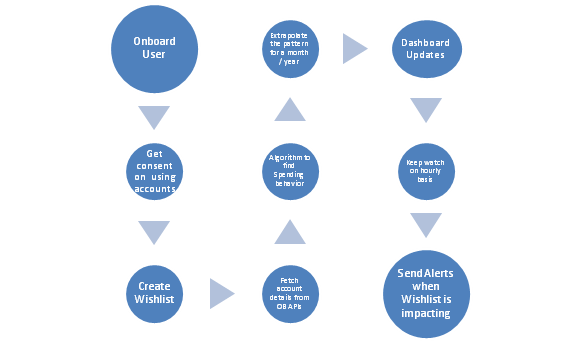 Onboard
User
Get
consent
on using
accounts
Create
Wishlist
Fetch
account
details from
OB APIs
Algorithm to
find
Spending
behavior
Extrapolate
the pattern
for a month
/ year
Dashboard
Updates
Keep watch
on hourly
basis
Send Alerts
when
Wishlist is
impacting